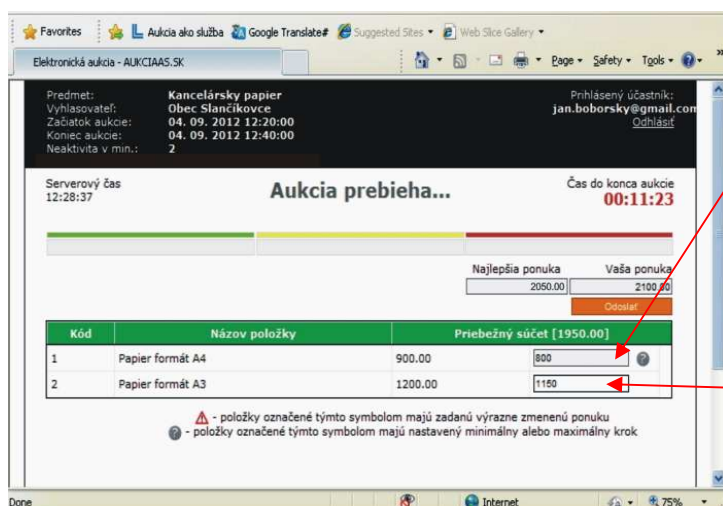 Favorites Aukcia ako služba Google Translate# Suggested Sites Web Slice Gallery
Elektronická aukcia - AUKCIAAS.SK Page Safety Tools
Predmet: Kancelársky papier Prihlásený účastník:
Vyhlasovateľ: Obec Slančíkovce jan.boborsky@gmail.com
Začiatok aukcie: 04. 09. 2012 12:20:00 Odhlásiť
Koniec aukcie: 04. 09. 2012 12:40:00
Neaktivita v min.: 2
Serverový čas Aukcia prebieha... Čas do konca aukcie
12:28:37 00:11:23
Najlepšia ponuka Vaša ponuka
2050.00 2100.00
Odoslať
Kód Názov položky Priebežný súčet [1950.00]
1 Papier formát A4 900.00 800
2 Papier formát A3 1200.00 1150
- položky označené týmto symbolom majú zadanú výrazne zmenenú ponuku
- položky označené týmto symbolom majú nastavený minimálny alebo maximálny krok
Done Internet 75%